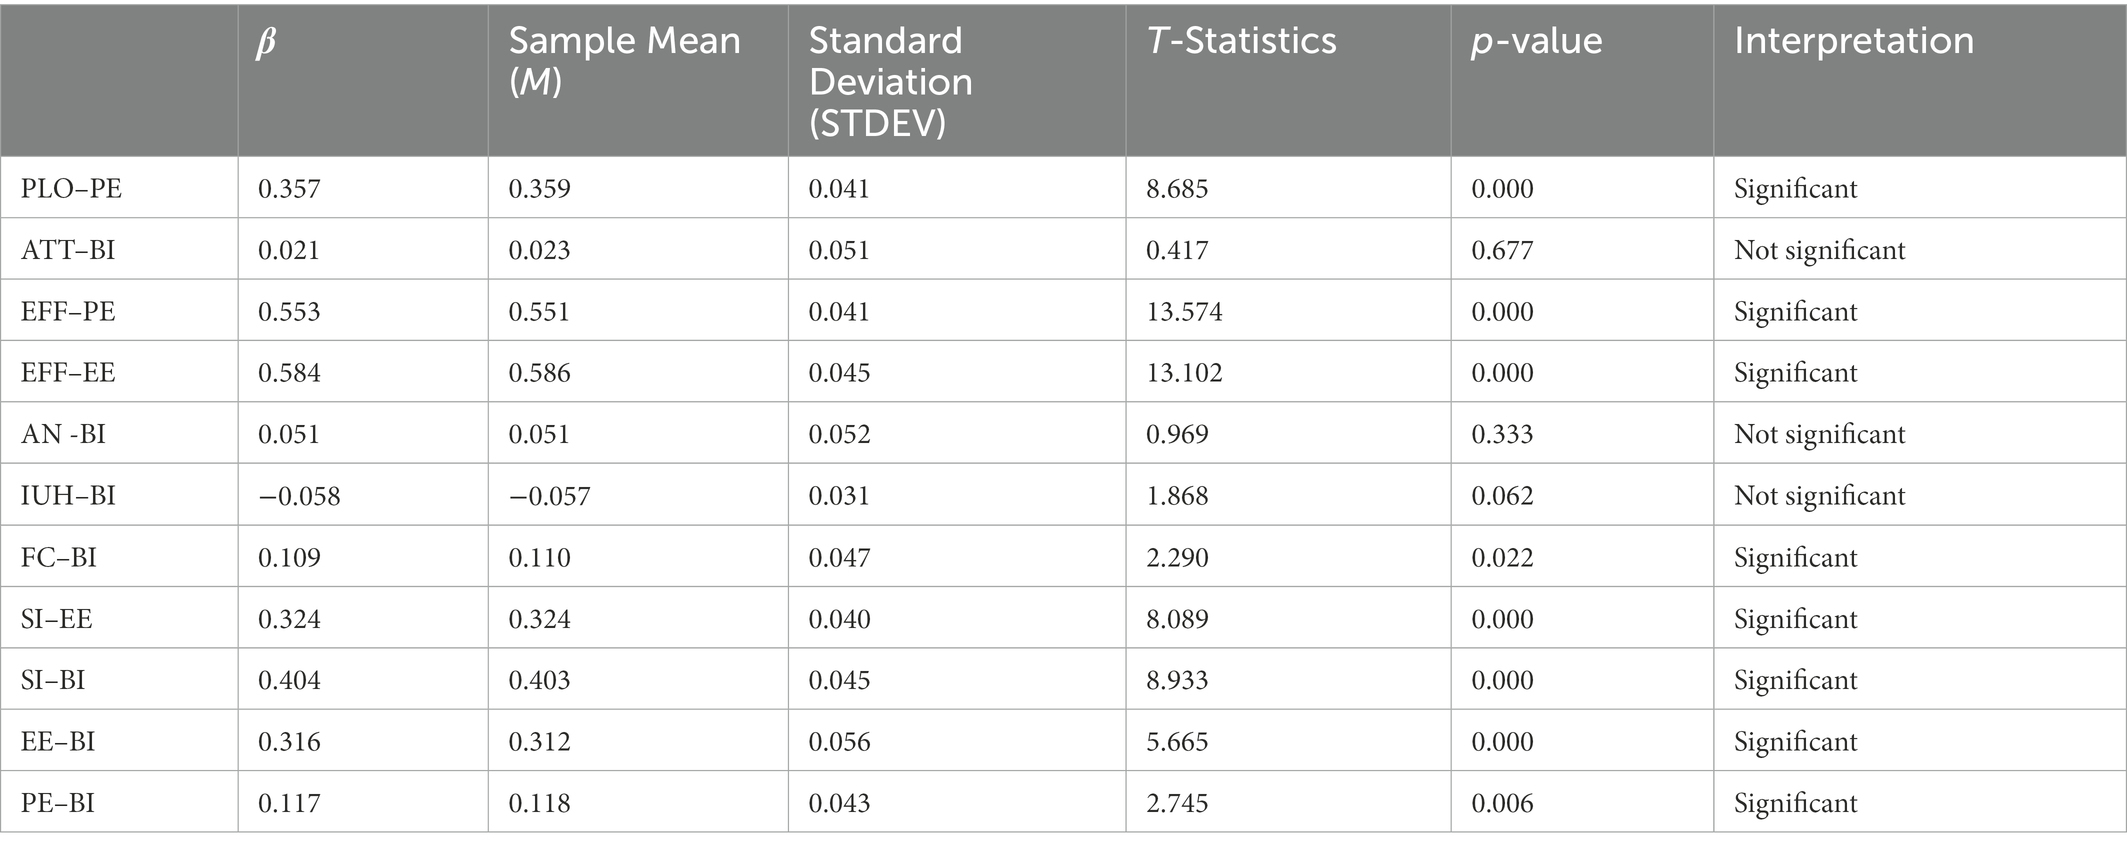 β Sample Mean (M) Standard Deviation (STDEV) T-Statistics p-value Interpretation
PLO–PE 0.357 0.359 0.041 8.685 0.000 Significant
ATT–BI 0.021 0.023 0.051 0.417 0.677 Not significant
EFF–PE 0.553 0.551 0.041 13.574 0.000 Significant
EFF–EE 0.584 0.586 0.045 13.102 0.000 Significant
AN -BI 0.051 0.051 0.052 0.969 0.333 Not significant
IUH–BI −0.058 −0.057 0.031 1.868 0.062 Not significant
FC–BI 0.109 0.110 0.047 2.290 0.022 Significant
SI–EE 0.324 0.324 0.040 8.089 0.000 Significant
SI–BI 0.404 0.403 0.045 8.933 0.000 Significant
EE–BI 0.316 0.312 0.056 5.665 0.000 Significant
PE–BI 0.117 0.118 0.043 2.745 0.006 Significant